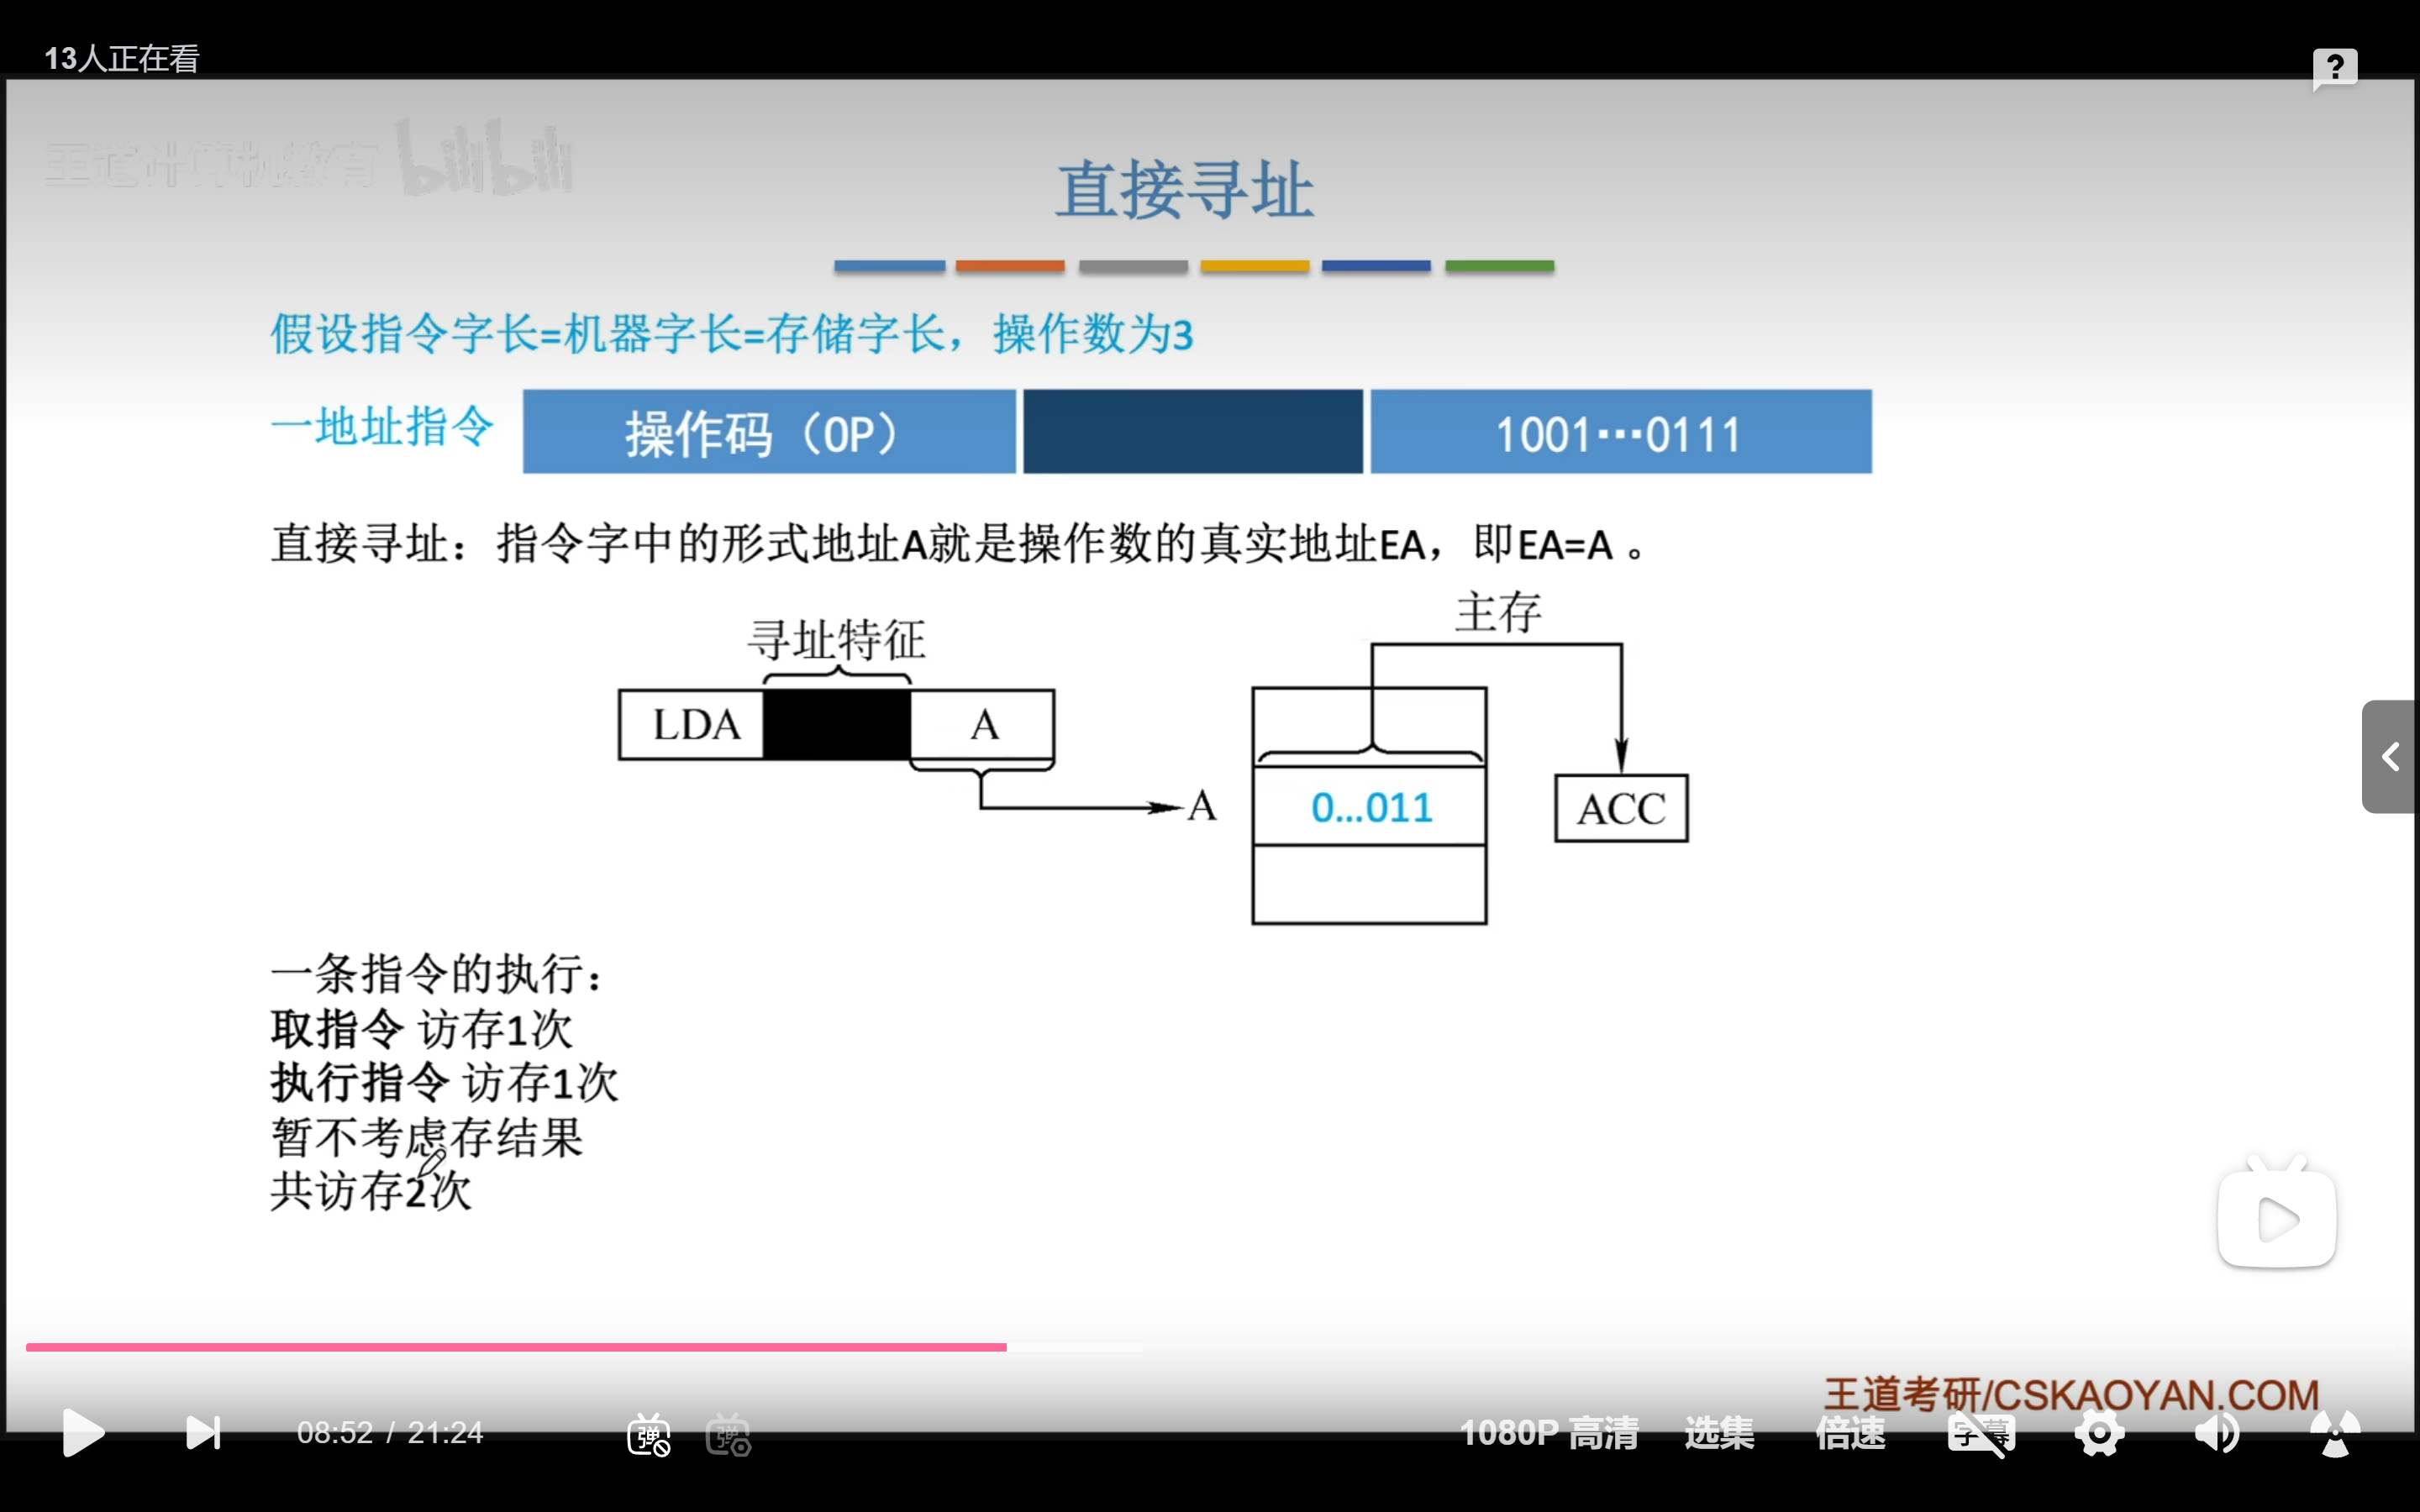 13人正在看
?
王道计算机教育 bilibili
直接寻址
假设指令字长=机器字长=存储字长，操作数为3
一地址指令 操作码（OP） 1001…0111
直接寻址：指令字中的形式地址A就是操作数的真实地址EA，即EA=A 。
主存
寻址特征
LDA A
A 0...011 ACC
一条指令的执行：
取指令 访存1次
执行指令 访存1次
暂不考虑存结果
共访存2次
王道考研/CSKAOYAN.COM
08:52 / 21:24 弹 弹 1080P 高清 选集 倍速 字幕